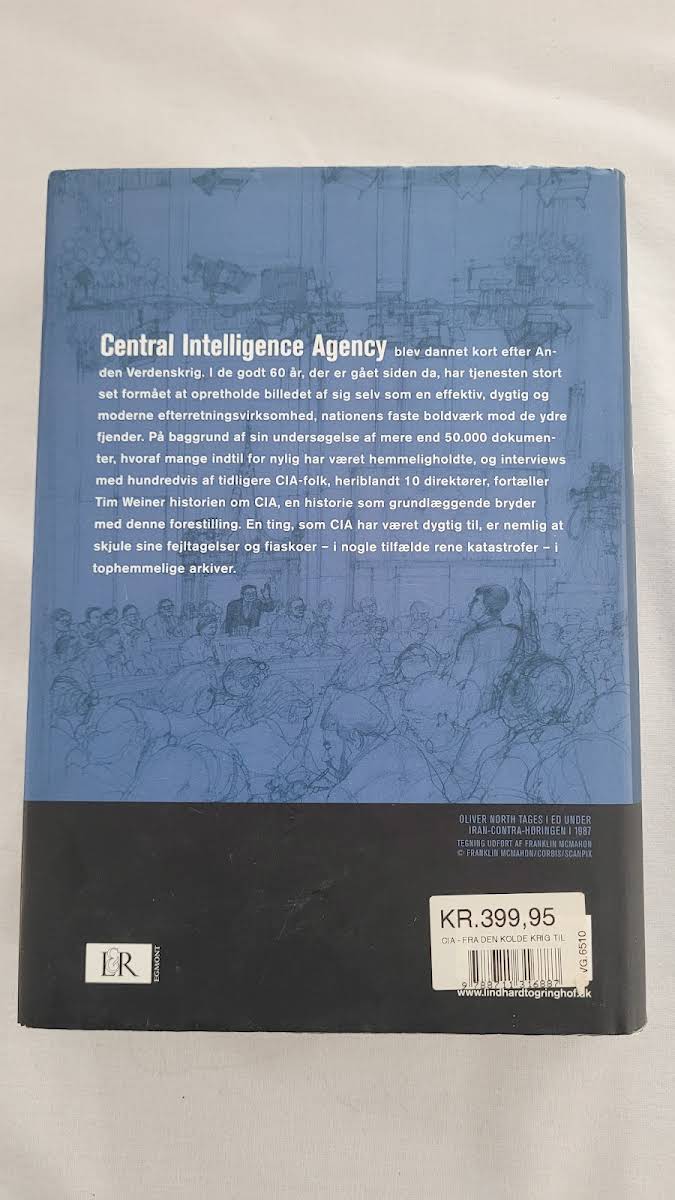 Central Intelligence Agency blev dannet kort efter An-
den Verdenskrig. I de godt 60 år, der er gået siden da, har tjenesten stort
set formået at opretholde billedet af sig selv som en effektiv, dygtig og
moderne efterretningsvirksomhed, nationens faste boldværk mod de ydre
fjender. På baggrund af sin undersøgelse af mere end 50.000 dokumen-
ter, hvoraf mange indtil for nylig har været hemmeligholdte, og interviews
med hundredvis af tidligere CIA-folk, heriblandt 10 direktører, fortæller
Tim Weiner historien om CIA, en historie som grundlæggende bryder
med denne forestilling. En ting, som CIA har været dygtig til, er nemlig at
skjule sine fejltagelser og fiaskoer – i nogle tilfælde rene katastrofer – i
tophemmelige arkiver.
OLIVER NORTH TAGES I ED UNDER
IRAN-CONTRA-HØRINGEN I 1987
TEGNING UDFØRT AF FRANKLIN MCMAHON
© FRANKLIN MCMAHON/CORBIS/SCANPIX
KR.399,95
CIA - FRA DEN KOLDE KRIG TIL
VG.6510
9 788711 316887
www.lindhardtogringhof.dk
L&R
EGMONT